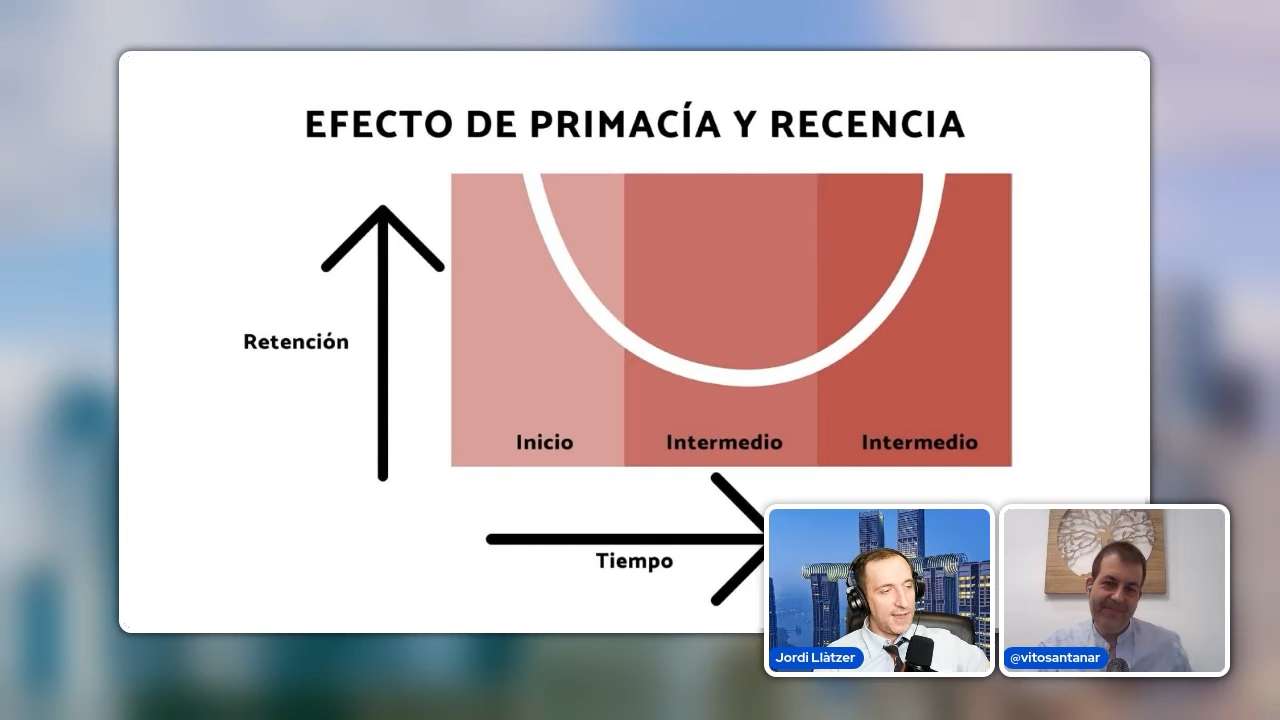 EFECTO DE PRIMACÍA Y RECENCIA
Retención
Inicio
Intermedio
Intermedio
Tiempo
Jordi Llàtzer
@vitosantanar